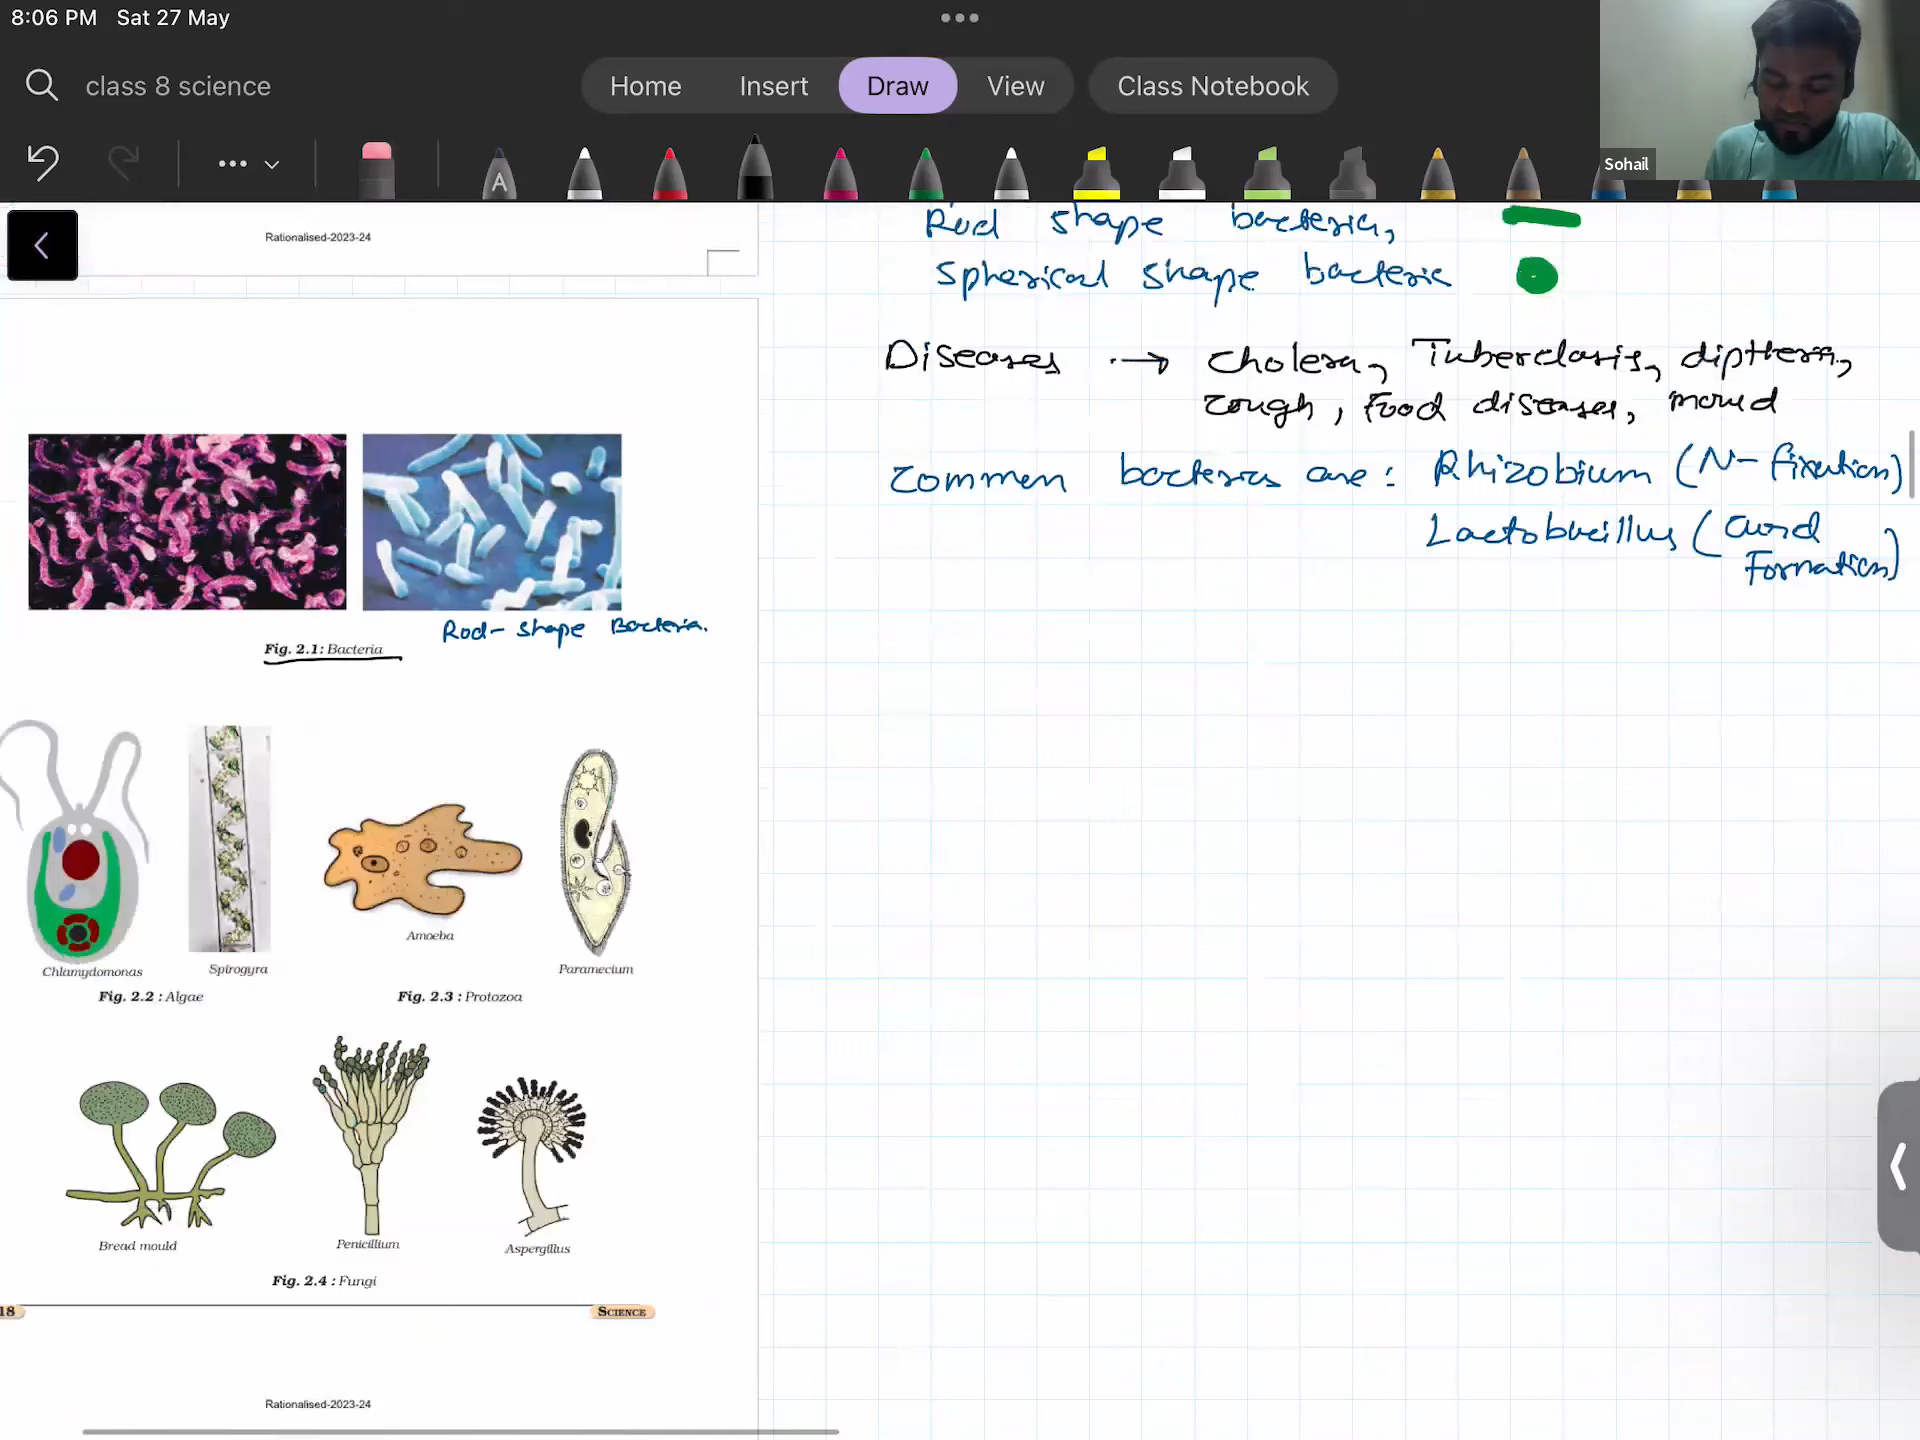 8:06 PM Sat 27 May
class 8 science
Home Insert Draw View Class Notebook
A
Sohail
Rationalised-2023-24
Rod shape bacteria,
Spherical shape bacteria
Diseases → Cholera, Tuberclosis, diptheria,
cough, Food diseases, mould
Common bacterias are: Rhizobium (N-fixation)
Lactobacillus (curd
Formation)
Rod-shape Bacteria.
Fig. 2.1: Bacteria
Chlamydomonas
Spirogyra
Amoeba
Paramecium
Fig. 2.2 : Algae
Fig. 2.3 : Protozoa
Bread mould
Penicillium
Aspergillus
Fig. 2.4 : Fungi
18
SCIENCE
Rationalised-2023-24